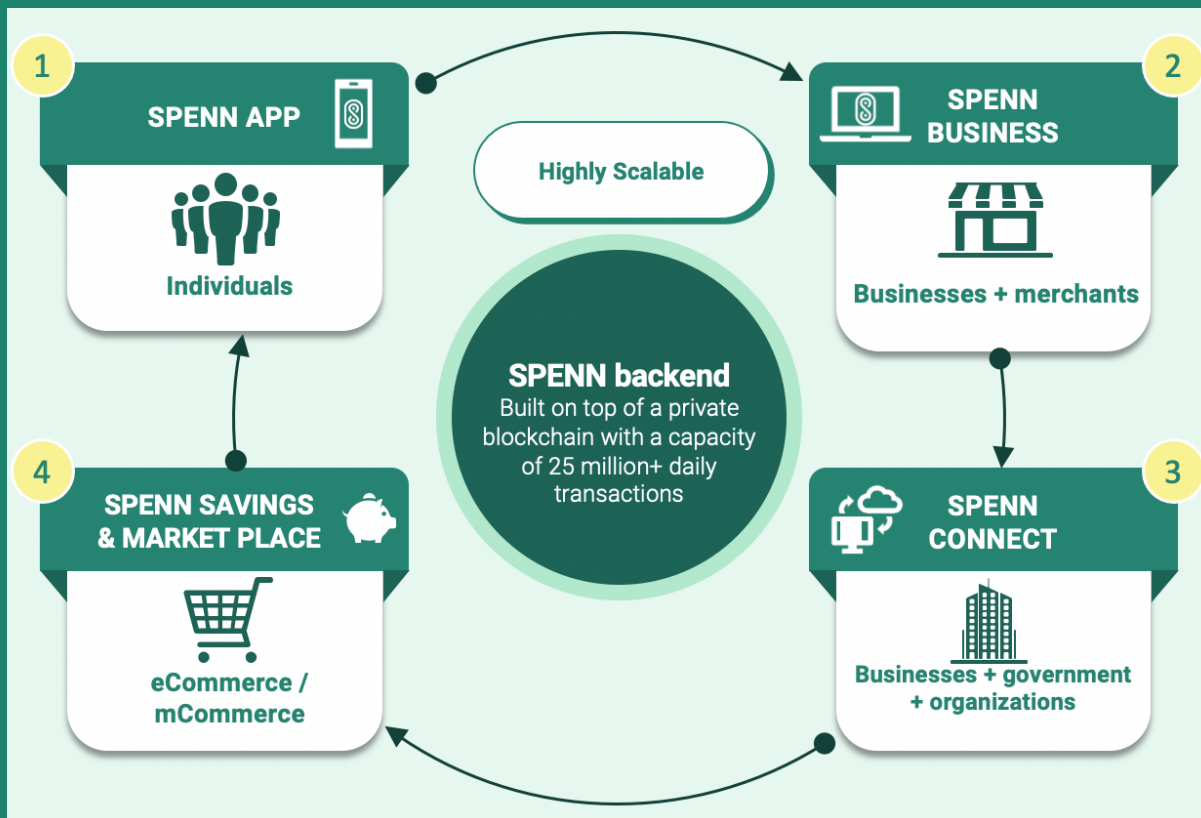 1
SPENN APP
Individuals
2
SPENN
BUSINESS
Businesses + merchants
Highly Scalable
SPENN backend
Built on top of a private
blockchain with a capacity
of 25 million+ daily
transactions
3
SPENN
CONNECT
Businesses + government
+ organizations
4
SPENN SAVINGS
& MARKET PLACE
eCommerce /
mCommerce